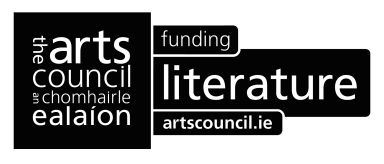 the arts
council
an chomhairle
ealaíon
funding
literature
artscouncil.ie